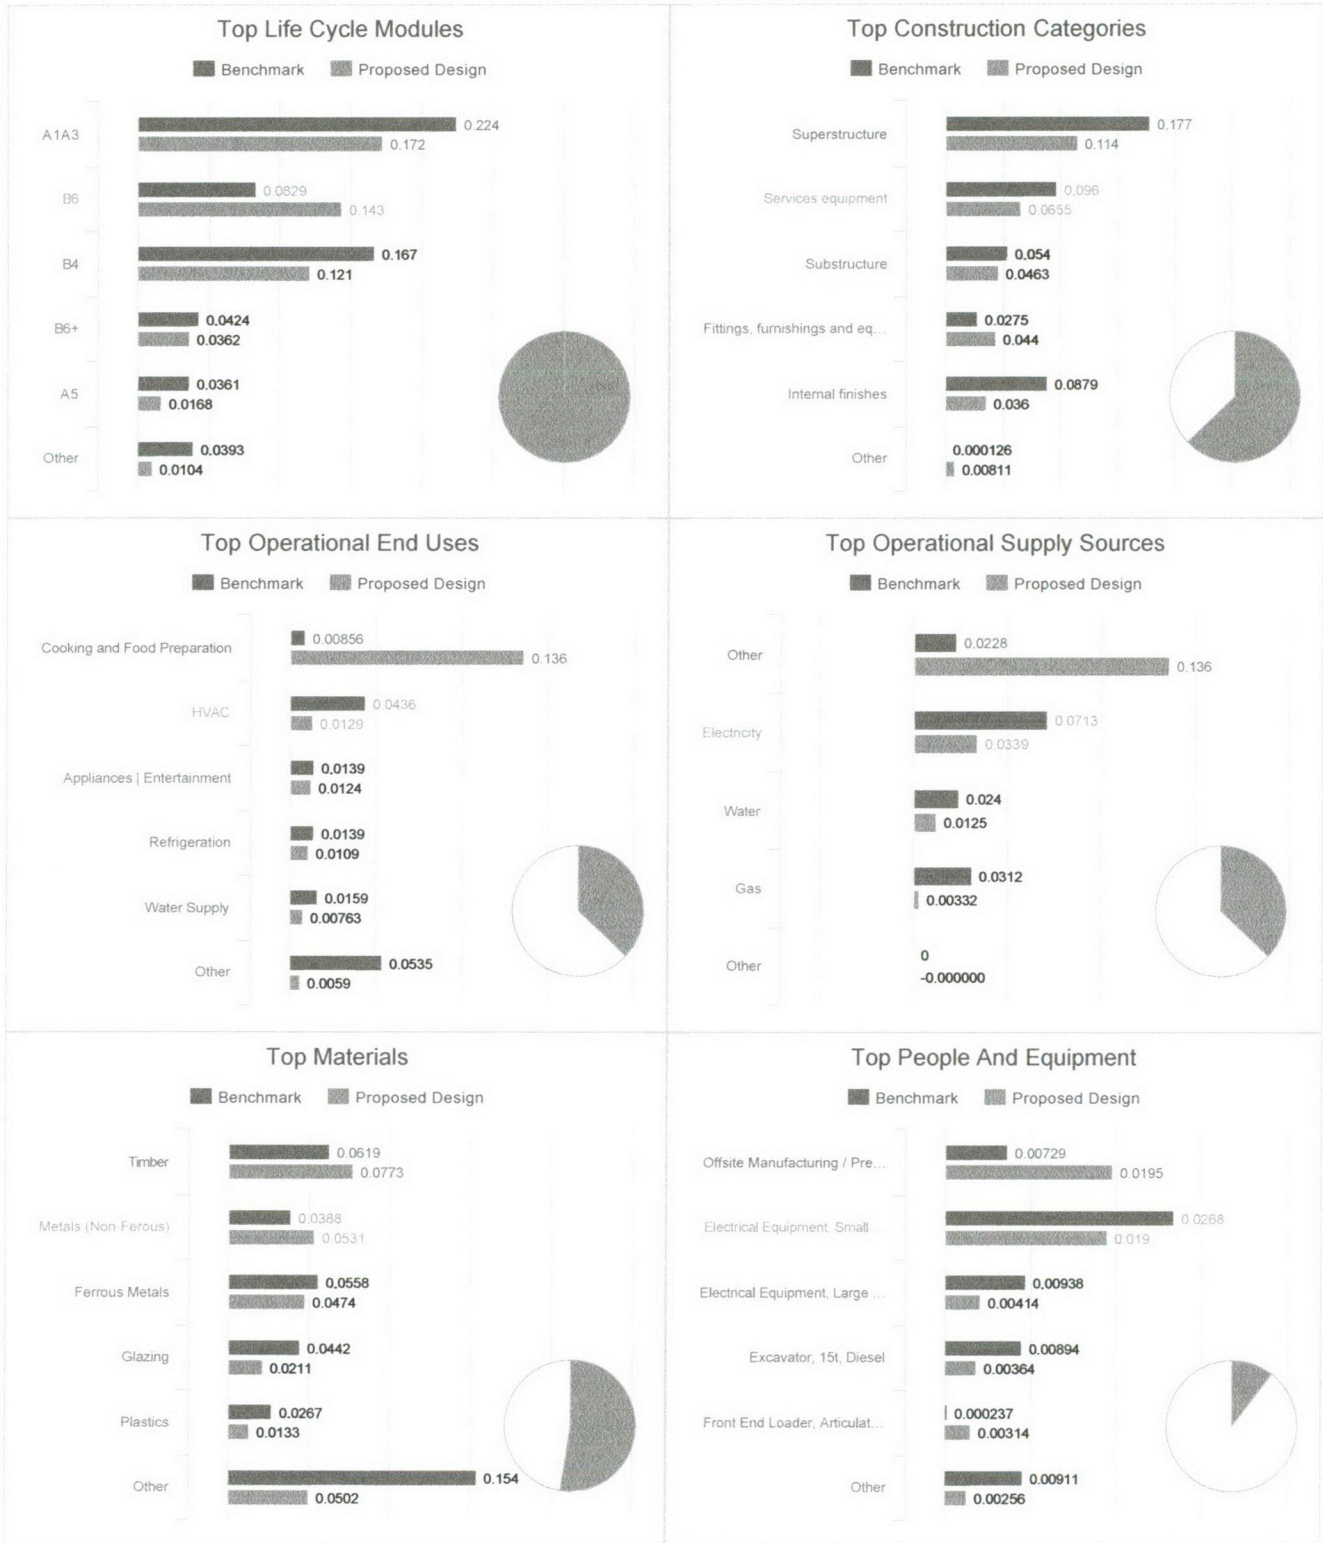 Top Life Cycle Modules
Benchmark Proposed Design
A1A3
0.224
0.172
B6
0.0829
0.143
B4
0.167
0.121
B6+
0.0424
0.0362
A5
0.0361
0.0168
Other
0.0393
0.0104
Top Construction Categories
Benchmark Proposed Design
Superstructure
0.177
0.114
Services equipment
0.096
0.0655
Substructure
0.054
0.0463
Fittings, furnishings and eq...
0.0275
0.044
Internal finishes
0.0879
0.036
Other
0.000126
0.00811
Top Operational End Uses
Benchmark Proposed Design
Cooking and Food Preparation
0.00856
0.136
HVAC
0.0436
0.0129
Appliances | Entertainment
0.0139
0.0124
Refrigeration
0.0139
0.0109
Water Supply
0.0159
0.00763
Other
0.0535
0.0059
Top Operational Supply Sources
Benchmark Proposed Design
Other
0.0228
0.136
Electricity
0.0713
0.0339
Water
0.024
0.0125
Gas
0.0312
0.00332
Other
0
-0.000000
Top Materials
Benchmark Proposed Design
Timber
0.0619
0.0773
Metals (Non-Ferous)
0.0388
0.0531
Ferrous Metals
0.0558
0.0474
Glazing
0.0442
0.0211
Plastics
0.0267
0.0133
Other
0.154
0.0502
Top People And Equipment
Benchmark Proposed Design
Offsite Manufacturing / Pre...
0.00729
0.0195
Electrical Equipment, Small ...
0.0268
0.019
Electrical Equipment, Large ...
0.00938
0.00414
Excavator, 15t, Diesel
0.00894
0.00364
Front End Loader, Articulat...
0.000237
0.00314
Other
0.00911
0.00256